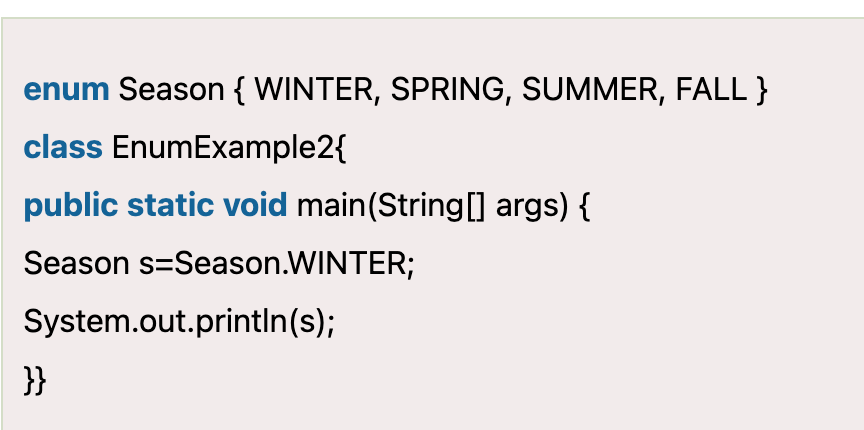 enum Season { WINTER, SPRING, SUMMER, FALL }
class EnumExample2{
public static void main(String[] args) {
Season s=Season.WINTER;
System.out.println(s);
}}